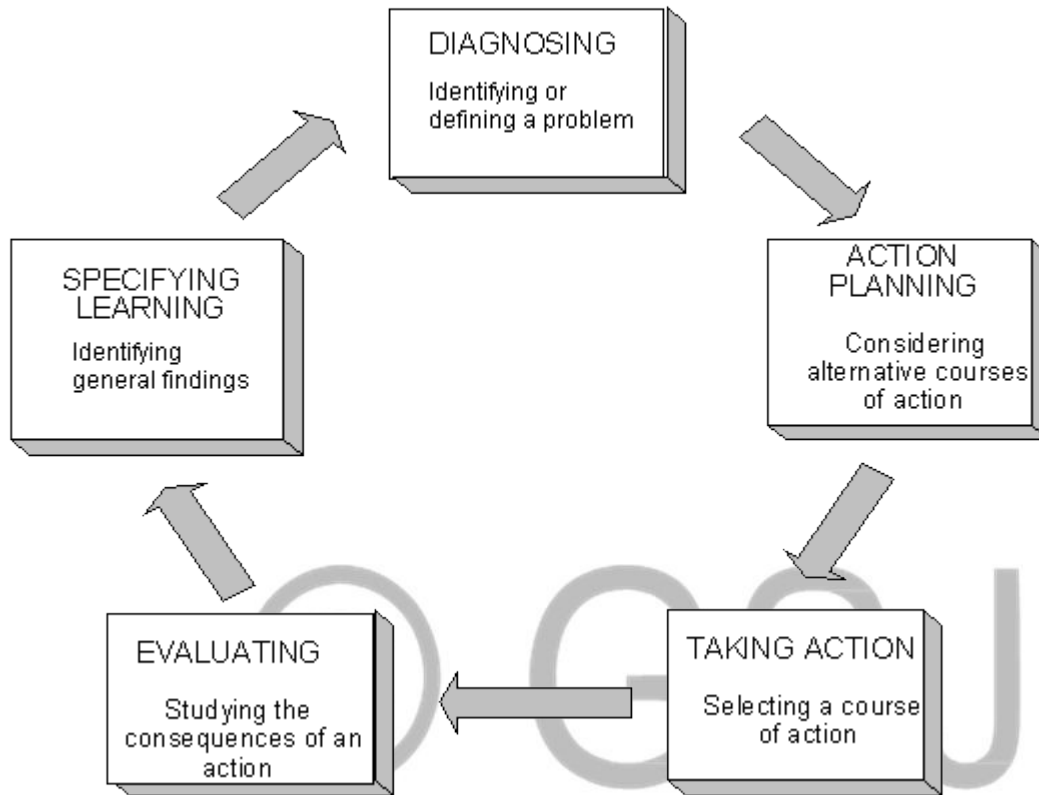 DIAGNOSING
Identifying or
defining a problem
ACTION
PLANNING
Considering
alternative courses
of action
TAKING ACTION
Selecting a course
of action
EVALUATING
Studying the
consequences of an
action
SPECIFYING
LEARNING
Identifying
general findings